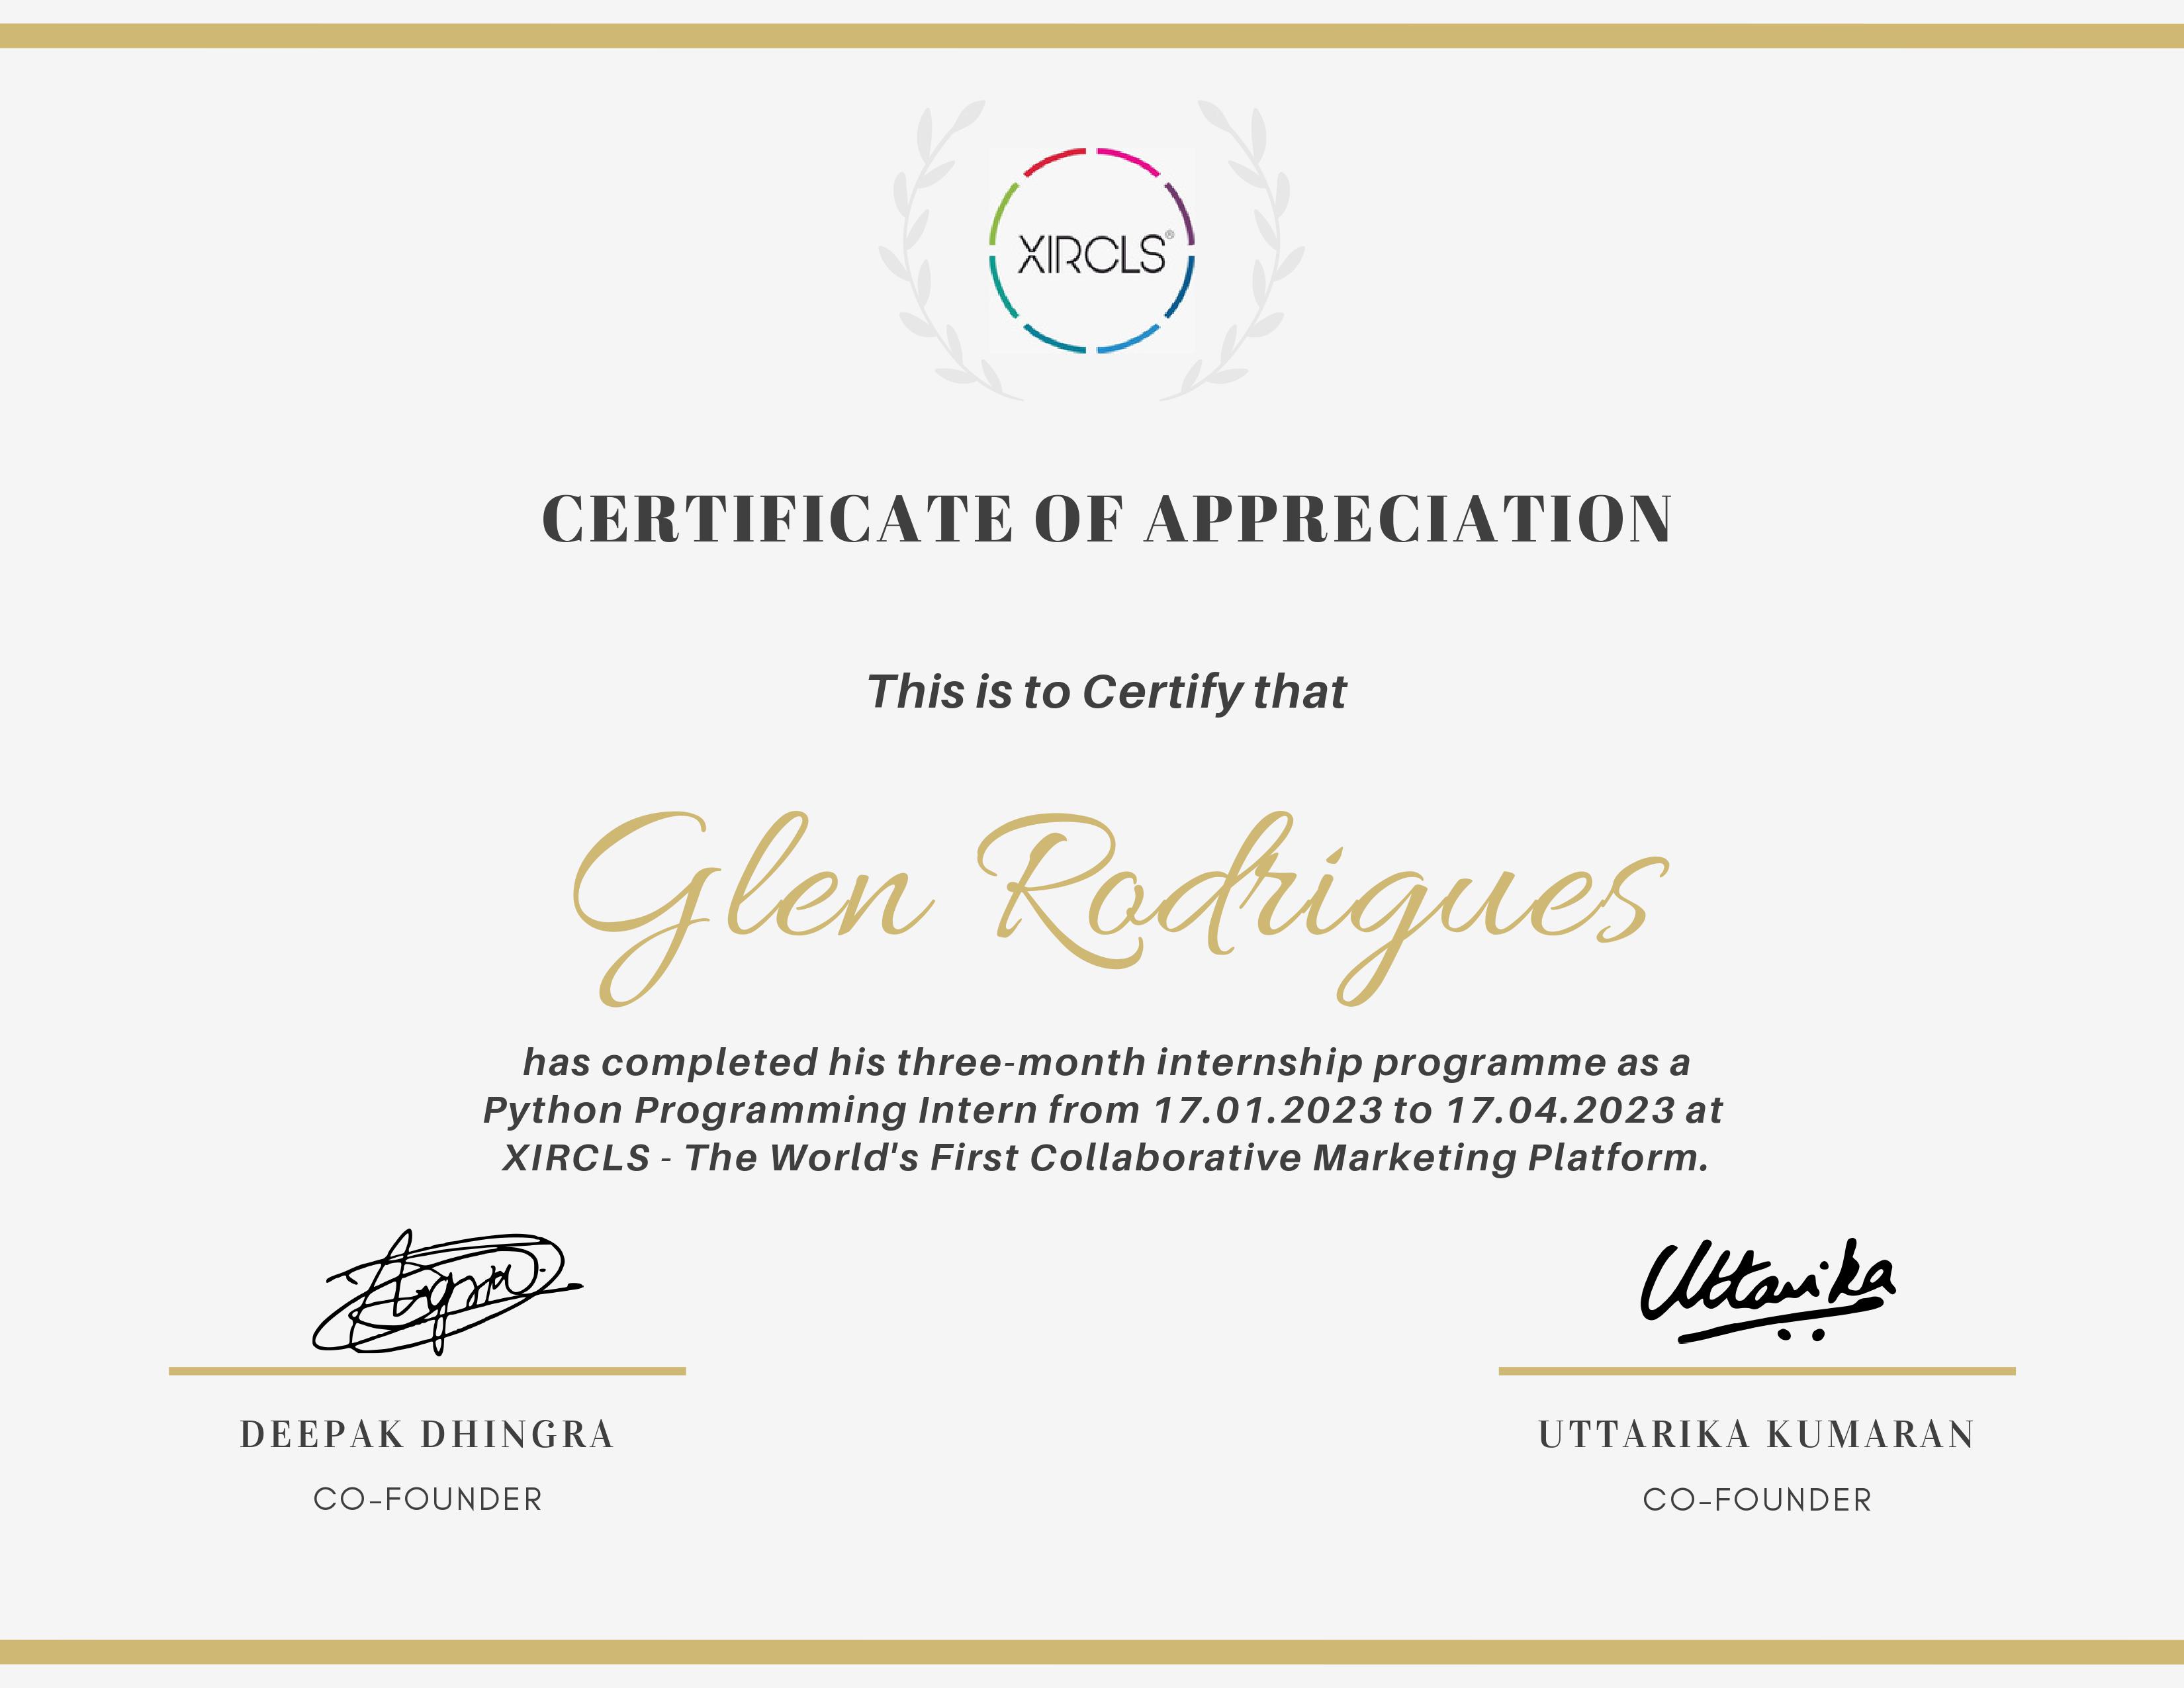 XIRCLS®
CERTIFICATE OF APPRECIATION
This is to Certify that
Glen Rodrigues
has completed his three-month internship programme as a
Python Programming Intern from 17.01.2023 to 17.04.2023 at
XIRCLS - The World's First Collaborative Marketing Platform.
Uttarika
DEEPAK DHINGRA
UTTARIKA KUMARAN
CO-FOUNDER
CO-FOUNDER